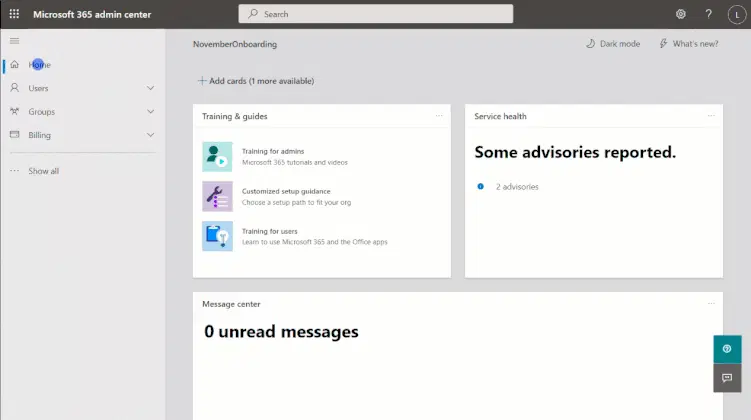 Microsoft 365 admin center
Search
?
L
Home
Users
Groups
Billing
Show all
NovemberOnboarding
Dark mode
What's new?
Add cards (1 more available)
Training & guides
Training for admins
Microsoft 365 tutorials and videos
Customized setup guidance
Choose a setup path to fit your org
Training for users
Learn to use Microsoft 365 and the Office apps
Service health
Some advisories reported.
2 advisories
Message center
0 unread messages